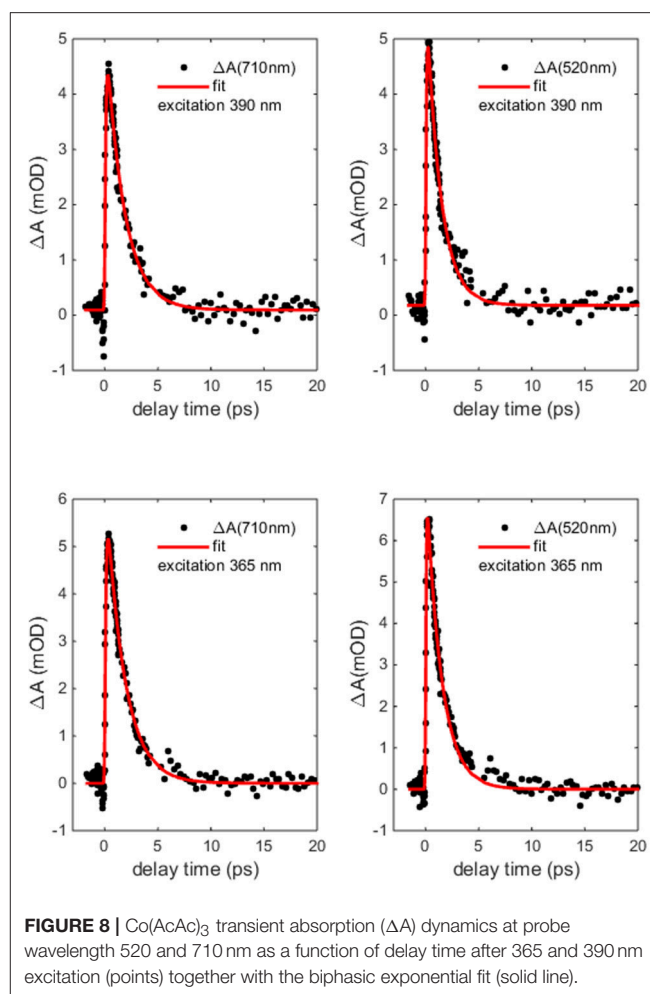 5
4
3
2
1
0
-1
ΔA (mOD)
ΔA(710nm)
fit
excitation 390 nm
0 5 10 15 20
delay time (ps)
5
4
3
2
1
0
-1
ΔA(mOD)
ΔA(520nm)
fit
excitation 390 nm
0 5 10 15 20
delay time (ps)
6
5
4
3
2
1
0
-1
ΔA (mOD)
ΔA(710nm)
fit
excitation 365 nm
0 5 10 15 20
delay time (ps)
7
6
5
4
3
2
1
0
-1
ΔA(mOD)
ΔA(520nm)
fit
excitation 365 nm
0 5 10 15 20
delay time (ps)
FIGURE 8 | Co(AcAc)₃ transient absorption (ΔA) dynamics at probe
wavelength 520 and 710 nm as a function of delay time after 365 and 390 nm
excitation (points) together with the biphasic exponential fit (solid line).